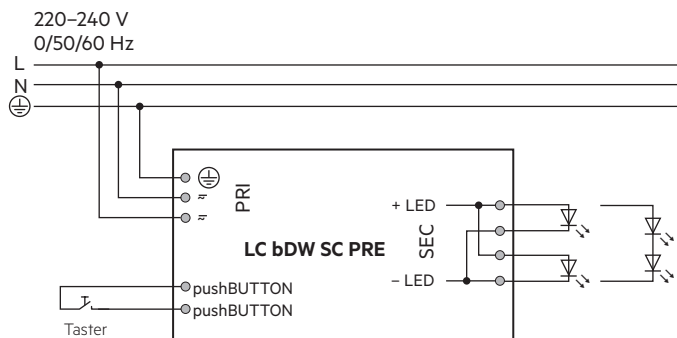 220–240 V
0/50/60 Hz
L
N
PRI
≂
≂
LC bDW SC PRE
SEC
+ LED
– LED
pushBUTTON
pushBUTTON
Taster